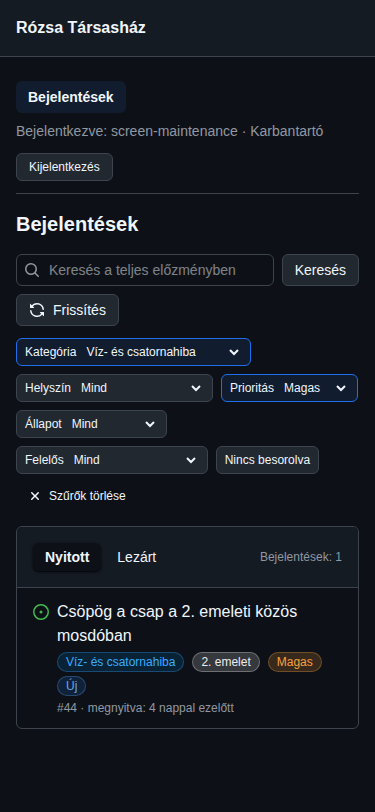 Rózsa Társasház
Bejelentések
Bejelentkezve: screen-maintenance · Karbantartó
Kijelentkezés
Bejelentések
Keresés a teljes előzményben
Keresés
Frissítés
Kategória Víz- és csatornahiba
Helyszín Mind
Prioritás Magas
Állapot Mind
Felelős Mind
Nincs besorolva
Szűrők törlése
Nyitott
Lezárt
Bejelentések: 1
Csöpög a csap a 2. emeleti közös
mosdóban
Víz- és csatornahiba
2. emelet
Magas
Új
#44 · megnyitva: 4 nappal ezelőtt